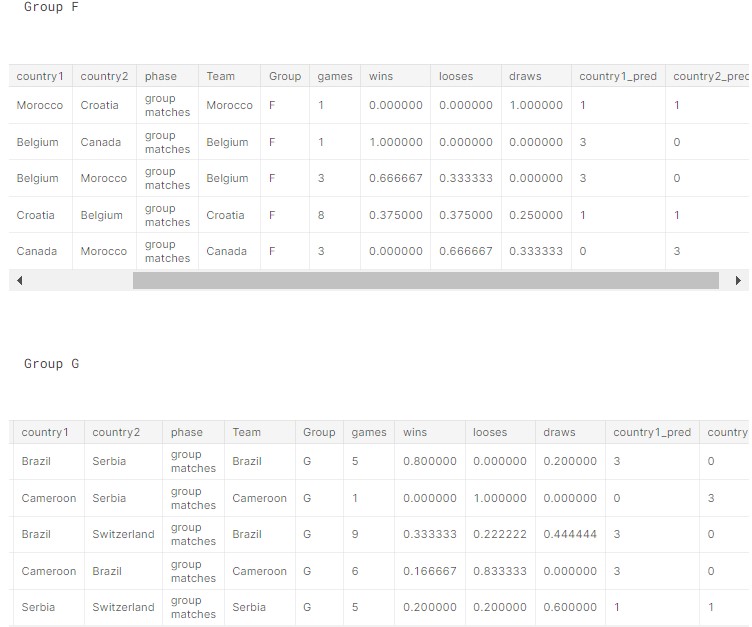 Group F
country1 country2 phase Team Group games wins looses draws country1_pred country2_pred
Morocco Croatia group matches Morocco F 1 0.000000 0.000000 1.000000 1 1
Belgium Canada group matches Belgium F 1 1.000000 0.000000 0.000000 3 0
Belgium Morocco group matches Belgium F 3 0.666667 0.333333 0.000000 3 0
Croatia Belgium group matches Croatia F 8 0.375000 0.375000 0.250000 1 1
Canada Morocco group matches Canada F 3 0.000000 0.666667 0.333333 0 3
Group G
country1 country2 phase Team Group games wins looses draws country1_pred country
Brazil Serbia group matches Brazil G 5 0.800000 0.000000 0.200000 3 0
Cameroon Serbia group matches Cameroon G 1 0.000000 1.000000 0.000000 0 3
Brazil Switzerland group matches Brazil G 9 0.333333 0.222222 0.444444 3 0
Cameroon Brazil group matches Cameroon G 6 0.166667 0.833333 0.000000 3 0
Serbia Switzerland group matches Serbia G 5 0.200000 0.200000 0.600000 1 1